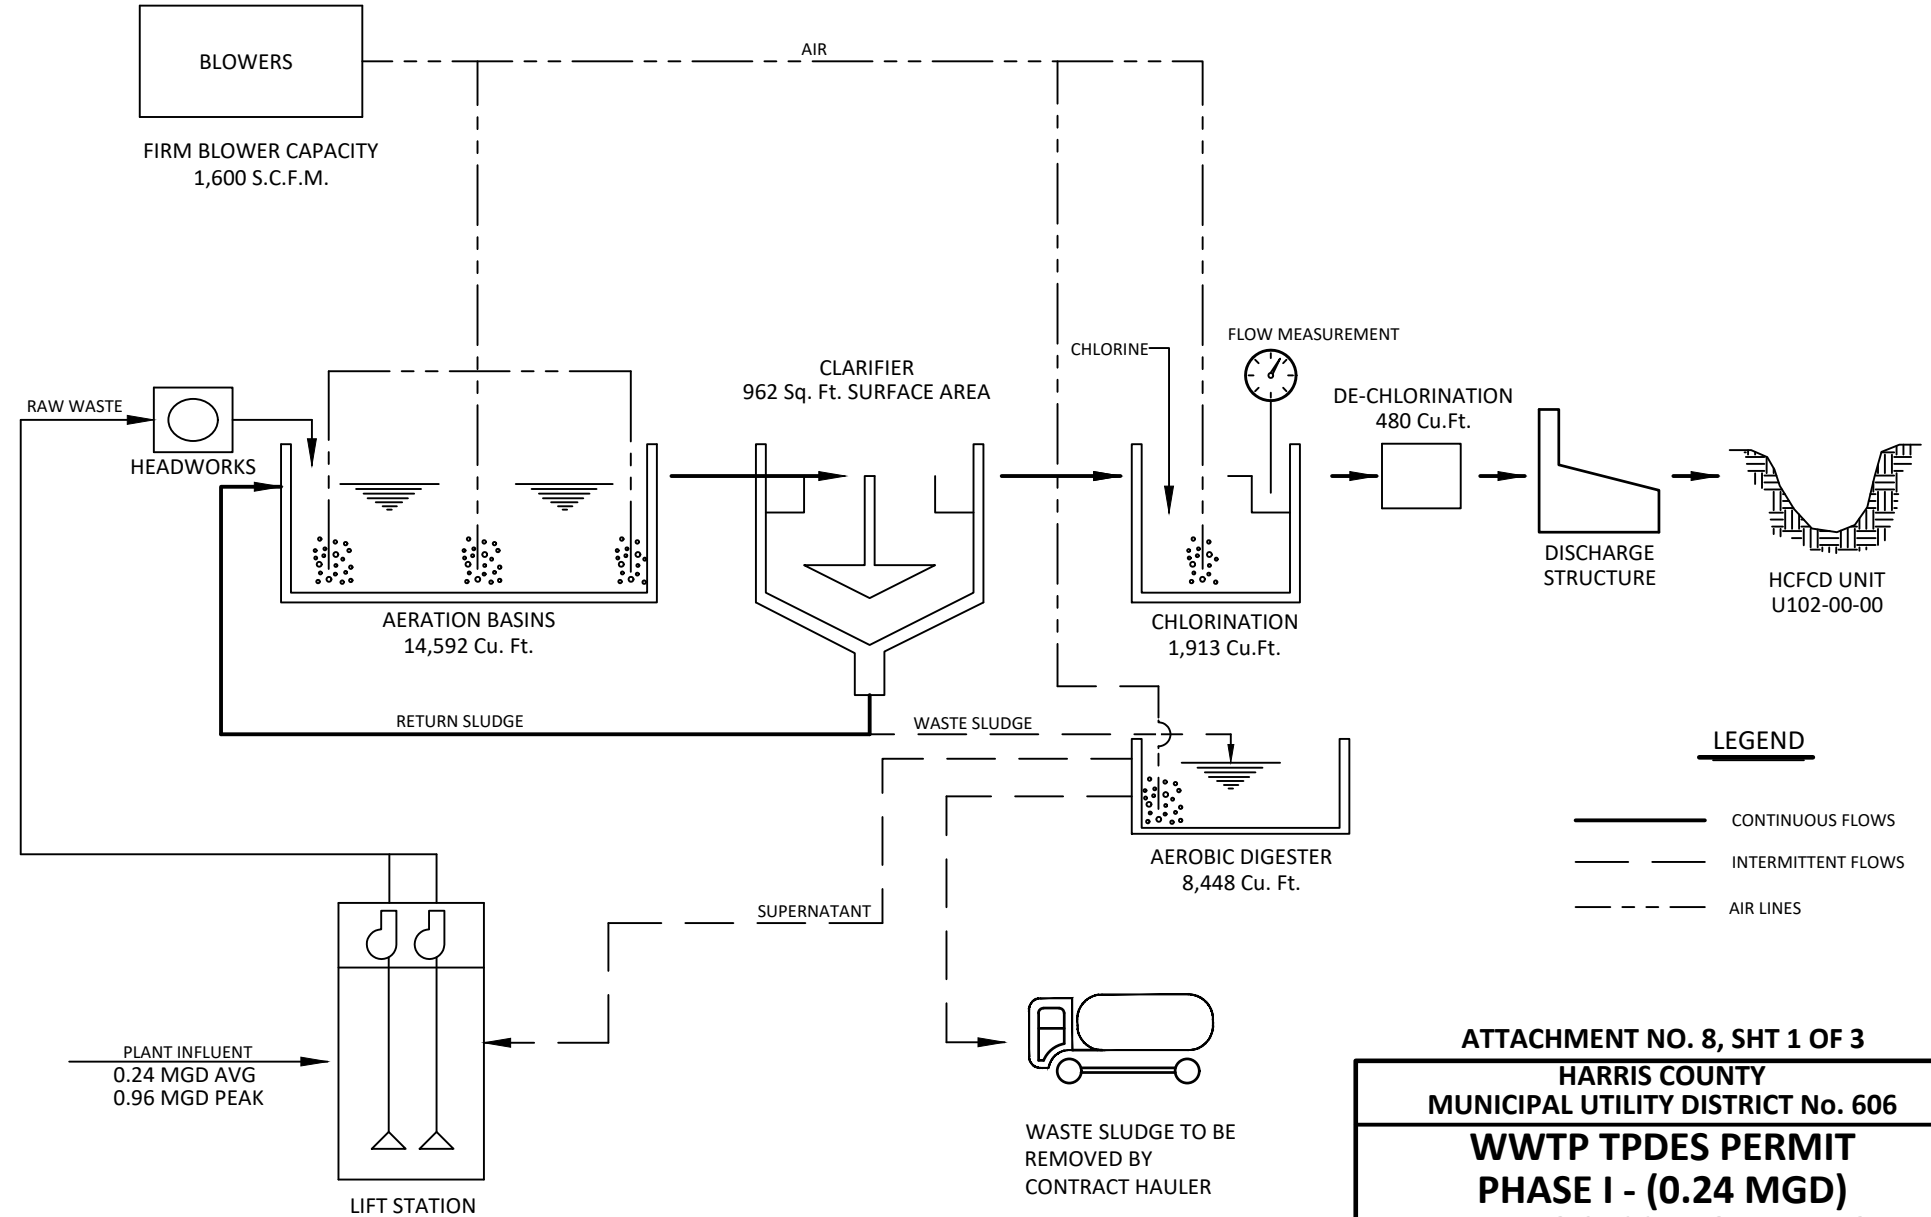 BLOWERS
AIR
FIRM BLOWER CAPACITY
1,600 S.C.F.M.
RAW WASTE
HEADWORKS
CLARIFIER
962 Sq. Ft. SURFACE AREA
CHLORINE
FLOW MEASUREMENT
DE-CHLORINATION
480 Cu.Ft.
AERATION BASINS
14,592 Cu. Ft.
CHLORINATION
1,913 Cu.Ft.
DISCHARGE
STRUCTURE
HCFCD UNIT
U102-00-00
RETURN SLUDGE
WASTE SLUDGE
AEROBIC DIGESTER
8,448 Cu. Ft.
SUPERNATANT
LEGEND
CONTINUOUS FLOWS
INTERMITTENT FLOWS
AIR LINES
PLANT INFLUENT
0.24 MGD AVG
0.96 MGD PEAK
LIFT STATION
WASTE SLUDGE TO BE
REMOVED BY
CONTRACT HAULER
ATTACHMENT NO. 8, SHT 1 OF 3
HARRIS COUNTY
MUNICIPAL UTILITY DISTRICT No. 606
WWTP TPDES PERMIT
PHASE I - (0.24 MGD)